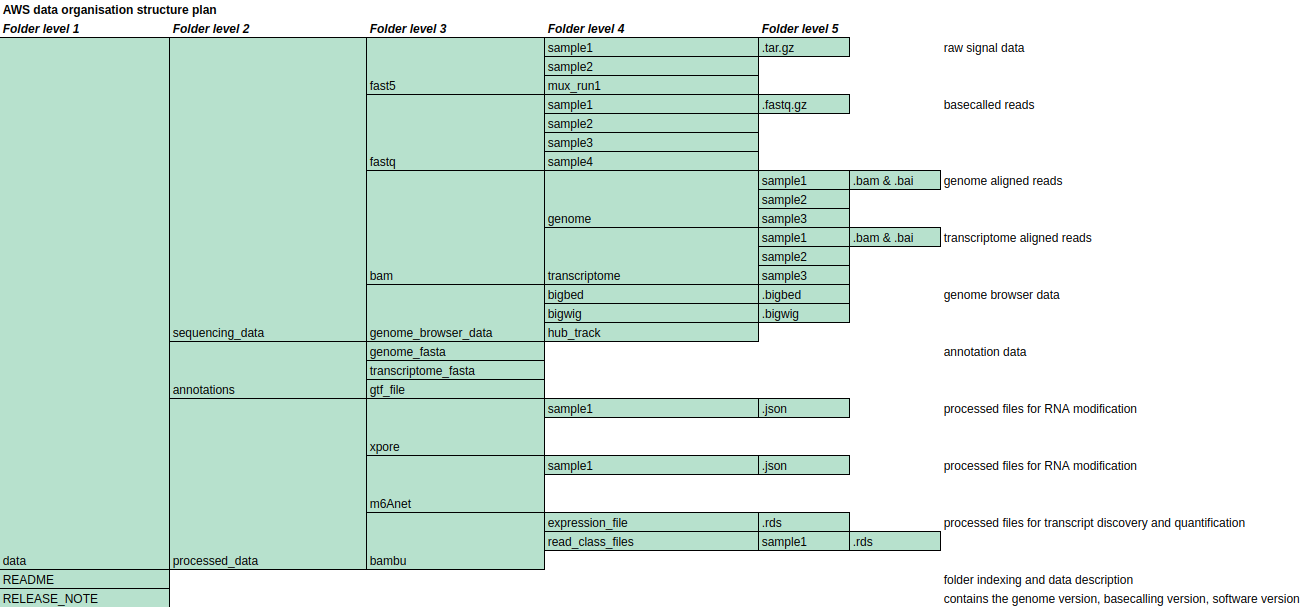 AWS data organisation structure plan
Folder level 1 Folder level 2 Folder level 3 Folder level 4 Folder level 5
sample1 .tar.gz raw signal data
sample2
fast5 mux_run1
sample1 .fastq.gz basecalled reads
sample2
sample3
fastq sample4
sample1 .bam & .bai genome aligned reads
sample2
genome sample3
sample1 .bam & .bai transcriptome aligned reads
sample2
bam transcriptome sample3
bigbed .bigbed genome browser data
bigwig .bigwig
sequencing_data genome_browser_data hub_track
genome_fasta annotation data
transcriptome_fasta
annotations gtf_file
sample1 .json processed files for RNA modification
xpore
sample1 .json processed files for RNA modification
m6Anet
expression_file .rds processed files for transcript discovery and quantification
read_class_files sample1 .rds
data processed_data bambu
README folder indexing and data description
RELEASE_NOTE contains the genome version, basecalling version, software version